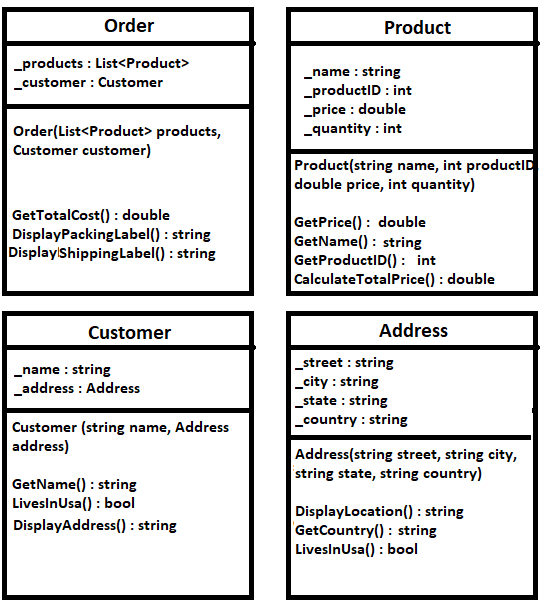 Order
_products : List<Product>
_customer : Customer
Order(List<Product> products,
Customer customer)
GetTotalCost() : double
DisplayPackingLabel() : string
DisplayShippingLabel() : string
Product
_name : string
_productID : int
_price : double
_quantity : int
Product(string name, int productID
double price, int quantity)
GetPrice() : double
GetName() : string
GetProductID() : int
CalculateTotalPrice() : double
Customer
_name : string
_address : Address
Customer (string name, Address
address)
GetName() : string
LivesInUsa() : bool
DisplayAddress() : string
Address
_street : string
_city : string
_state : string
_country : string
Address(string street, string city,
string state, string country)
DisplayLocation() : string
GetCountry() : string
LivesInUsa() : bool